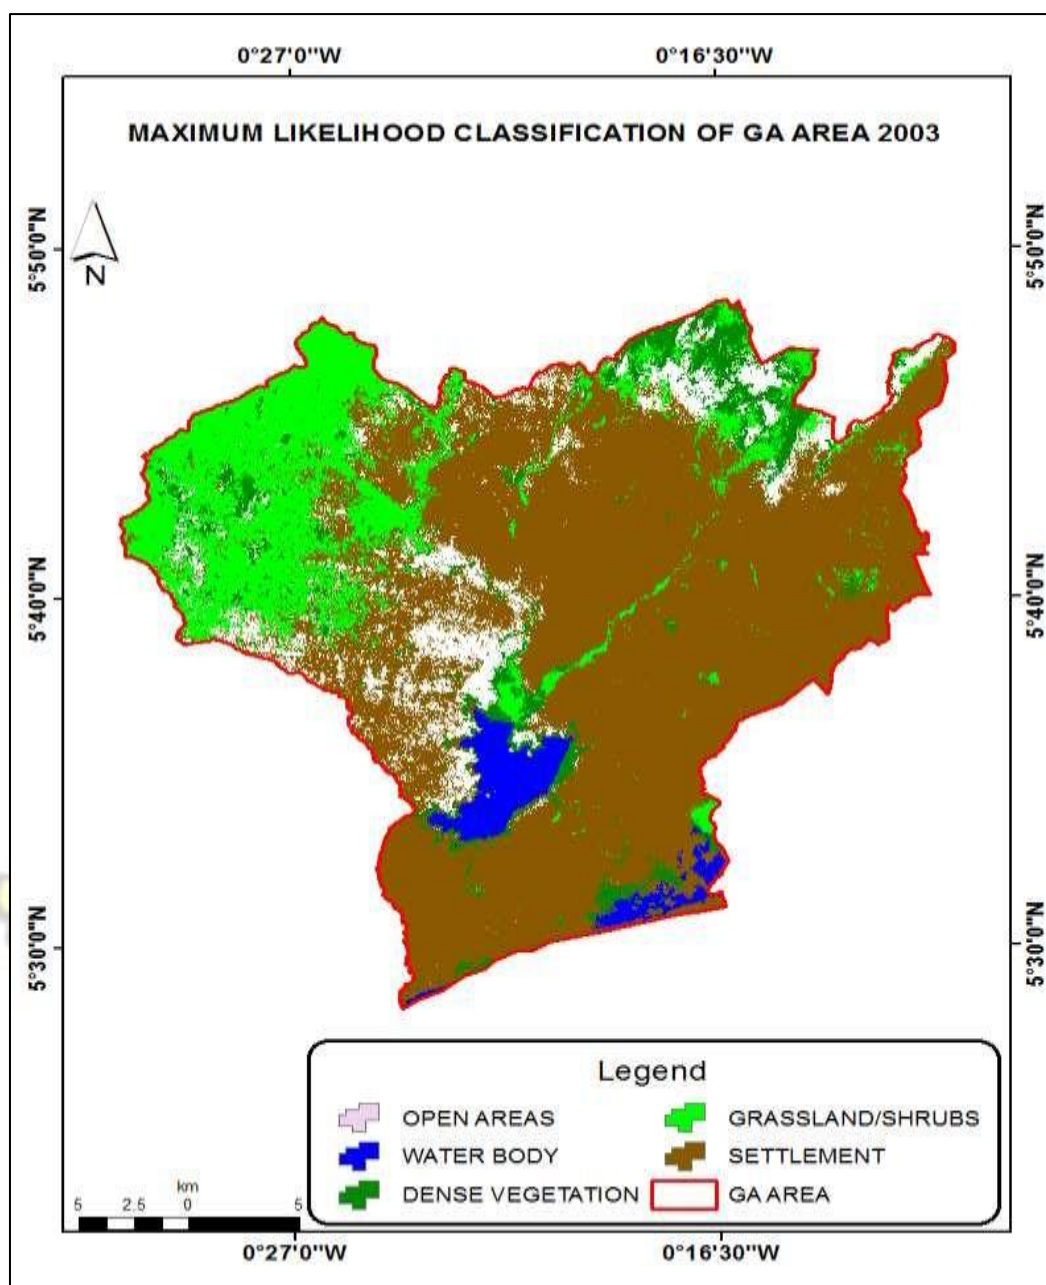 0°27'0"W 0°16'30"W
MAXIMUM LIKELIHOOD CLASSIFICATION OF GA AREA 2003
5°50'0"N 5°50'0"N
N
5°40'0"N 5°40'0"N
5°30'0"N 5°30'0"N
Legend
OPEN AREAS GRASSLAND/SHRUBS
WATER BODY SETTLEMENT
DENSE VEGETATION GA AREA
km
5 2.5 0 5
0°27'0"W 0°16'30"W